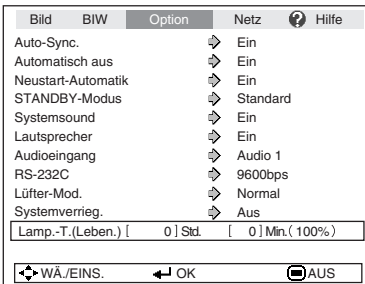 Bild BIW Option Netz ? Hilfe
Auto-Sync. Ein
Automatisch aus Ein
Neustart-Automatik Ein
STANDBY-Modus Standard
Systemsound Ein
Lautsprecher Ein
Audioeingang Audio 1
RS-232C 9600bps
Lüfter-Mod. Normal
Systemverrieg. Aus
Lamp.-T.(Leben.) [ 0 ] Std. [ 0 ] Min.( 100% )
WÄ./EINS. OK AUS